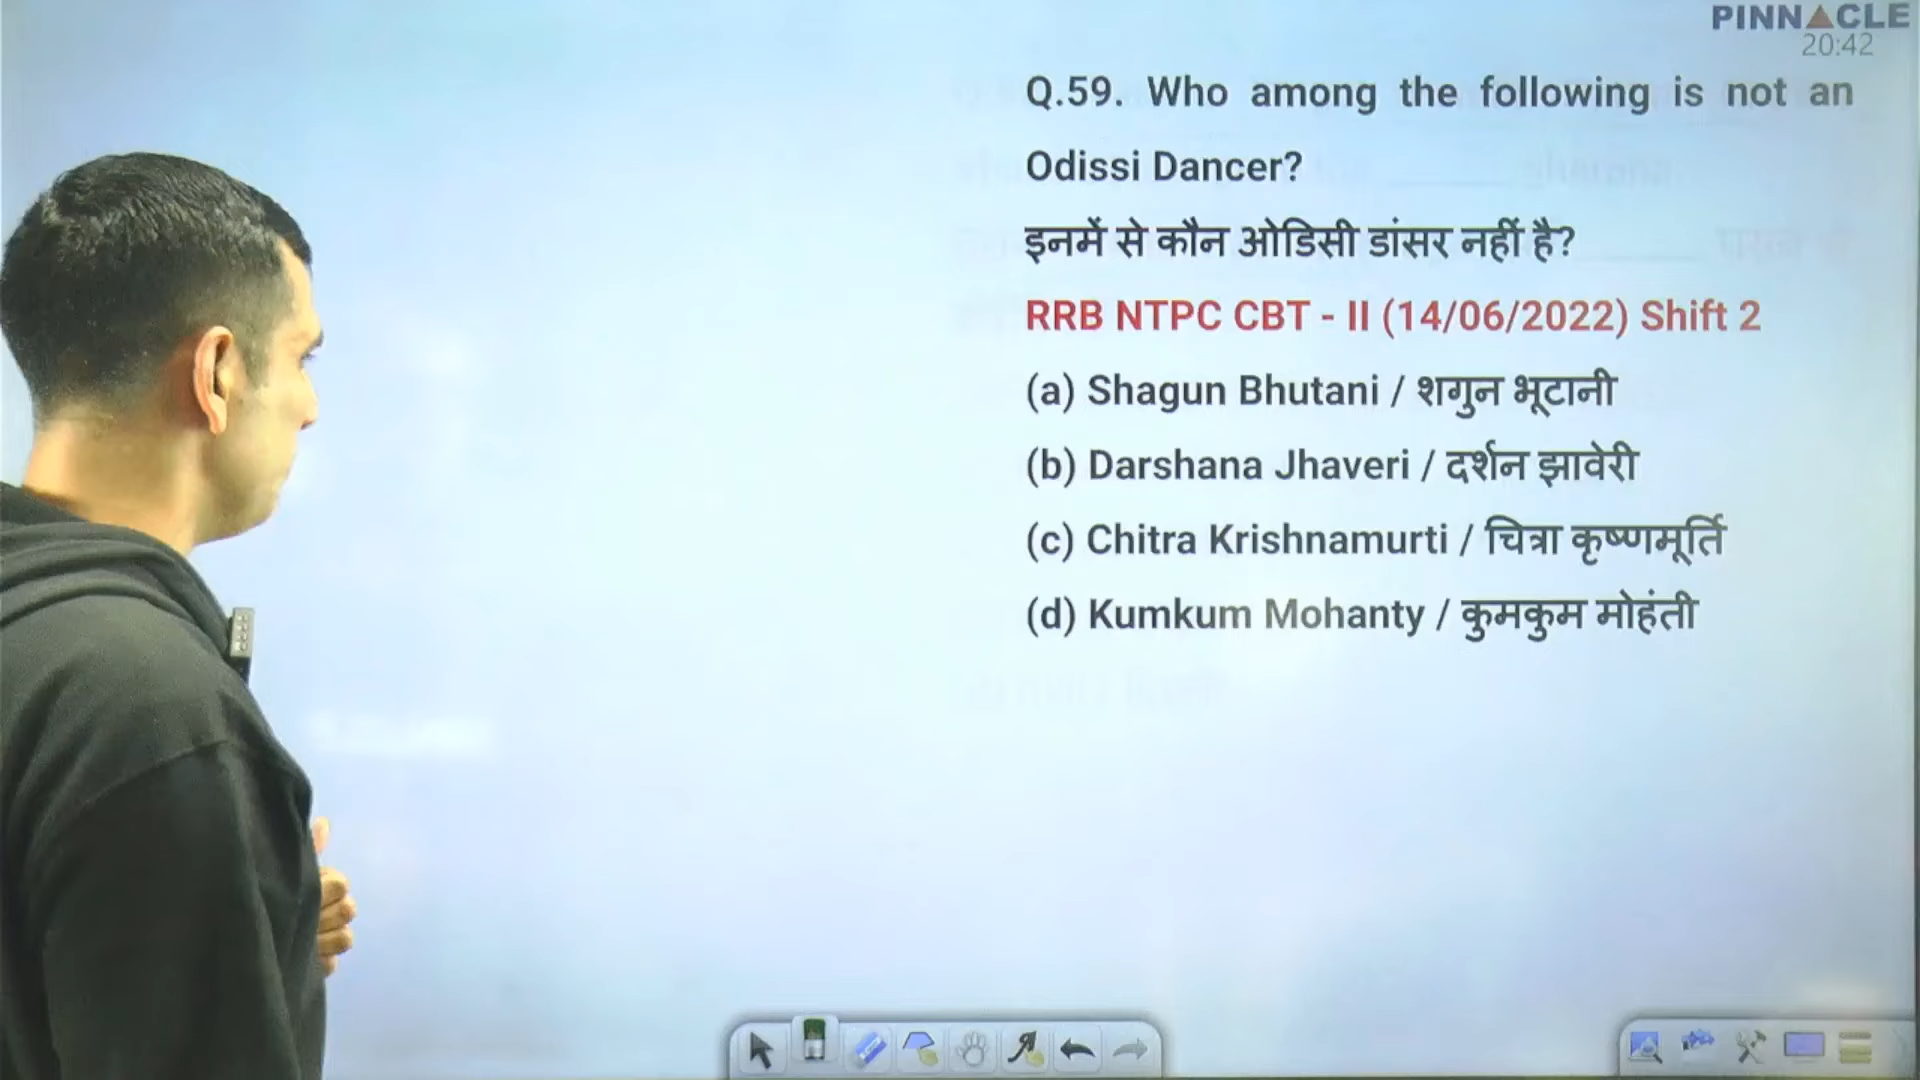 PINNACLE
20:42
Q.59. Who among the following is not an
Odissi Dancer?
इनमें से कौन ओडिसी डांसर नहीं है?
RRB NTPC CBT - II (14/06/2022) Shift 2
(a) Shagun Bhutani / शगुन भूटानी
(b) Darshana Jhaveri / दर्शन झावेरी
(c) Chitra Krishnamurti / चित्रा कृष्णमूर्ति
(d) Kumkum Mohanty / कुमकुम मोहंती